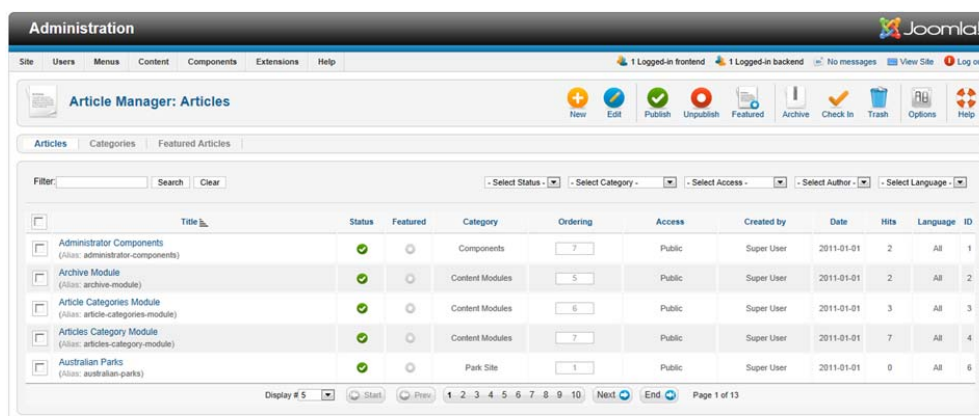 Administration Joomla!
Site Users Menus Content Components Extensions Help 1 Logged-in frontend 1 Logged-in backend No messages View Site Log ou
Article Manager: Articles
New Edit Publish Unpublish Featured Archive Check In Trash Options Help
Articles Categories Featured Articles
Filter: Search Clear - Select Status - - Select Category - - Select Access - - Select Author - - Select Language -
Title Status Featured Category Ordering Access Created by Date Hits Language ID
Administrator Components
(Alias: administrator-components) Components 7 Public Super User 2011-01-01 2 All 1
Archive Module
(Alias: archive-module) Content Modules 5 Public Super User 2011-01-01 2 All 2
Article Categories Module
(Alias: article-categories-module) Content Modules 6 Public Super User 2011-01-01 3 All 3
Articles Category Module
(Alias: articles-category-module) Content Modules 7 Public Super User 2011-01-01 7 All 4
Australian Parks
(Alias: australian-parks) Park Site 1 Public Super User 2011-01-01 0 All 6
Display # 5 Start Prev 1 2 3 4 5 6 7 8 9 10 Next End Page 1 of 13